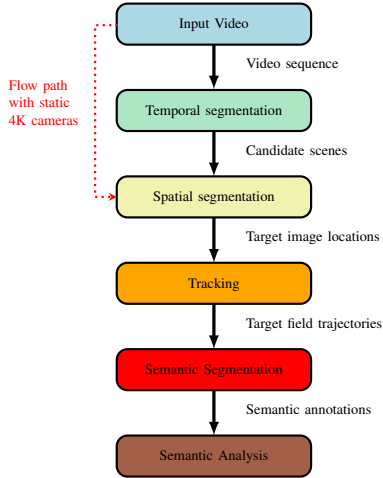 Input Video
Video sequence
Flow path
with static
4K cameras
Temporal segmentation
Candidate scenes
Spatial segmentation
Target image locations
Tracking
Target field trajectories
Semantic Segmentation
Semantic annotations
Semantic Analysis